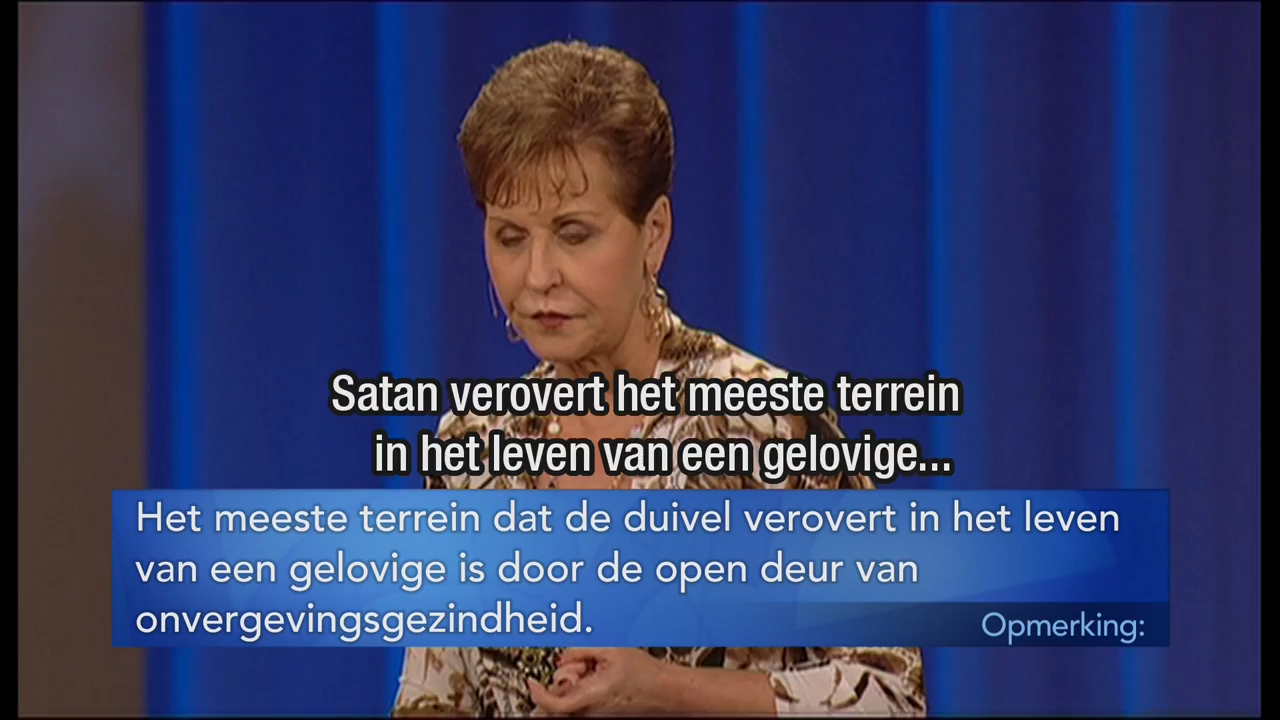 Satan verovert het meeste terrein
in het leven van een gelovige...
Het meeste terrein dat de duivel verovert in het leven
van een gelovige is door de open deur van
onvergevingsgezindheid.
Opmerking: